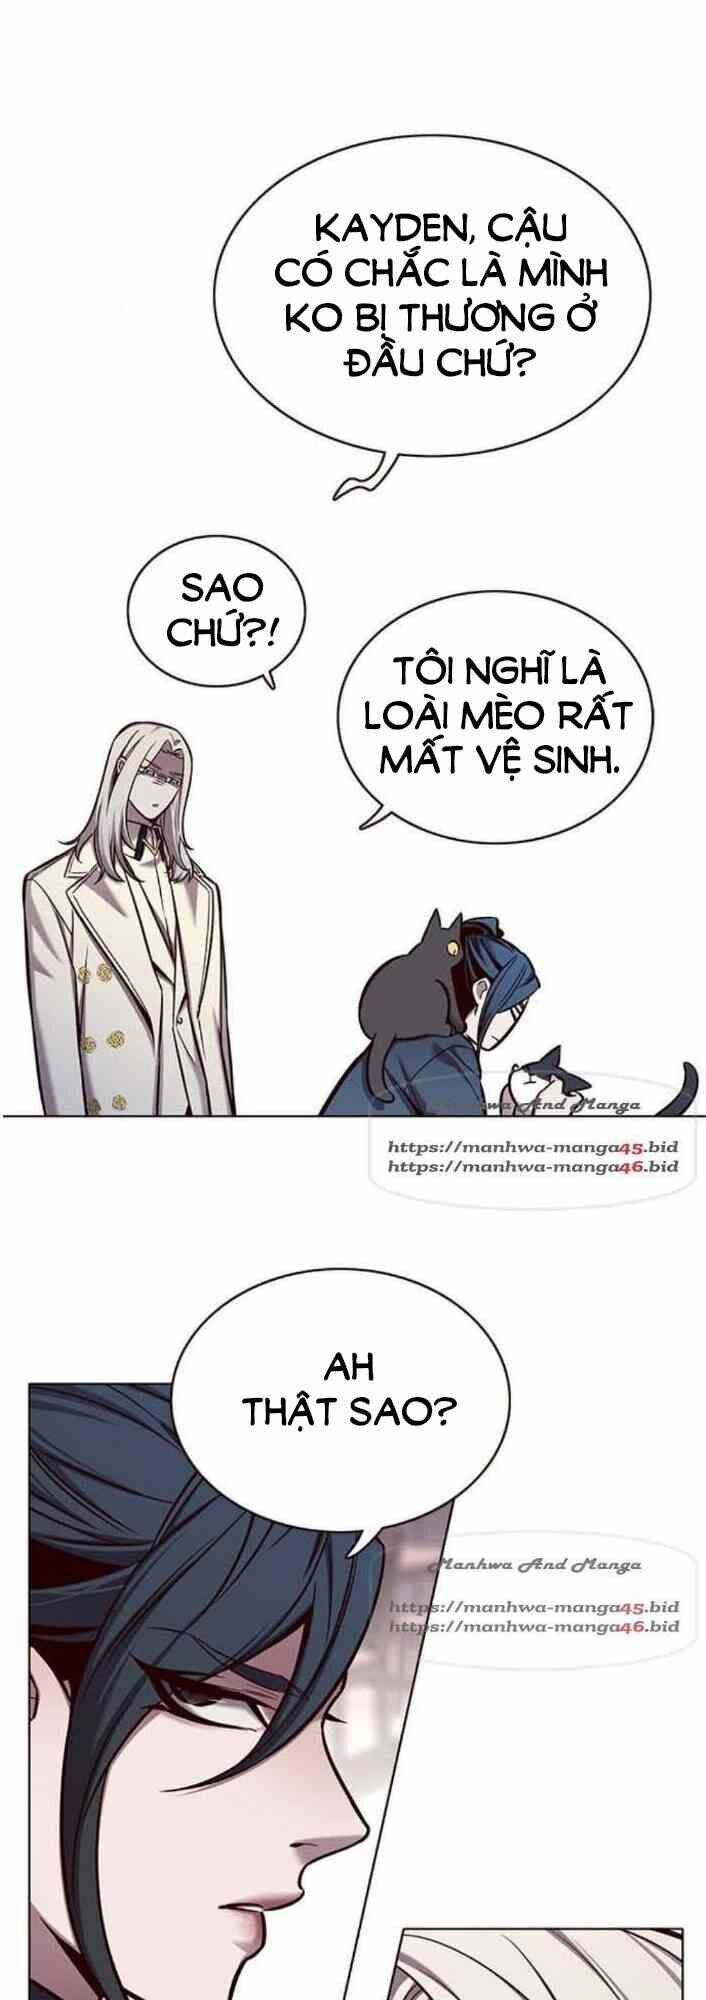 KAYDEN, CẬU
CÓ CHẮC LÀ MÌNH
KO BỊ THƯƠNG Ở
ĐẦU CHỨ?
SAO
CHỨ?!
TÔI NGHĨ LÀ
LOÀI MÈO RẤT
MẤT VỆ SINH.
Manhwa And Manga
https://manhwa-manga45.bid
https://manhwa-manga46.bid
AH
THẬT SAO?
Manhwa And Manga
https://manhwa-manga45.bid
https://manhwa-manga46.bid